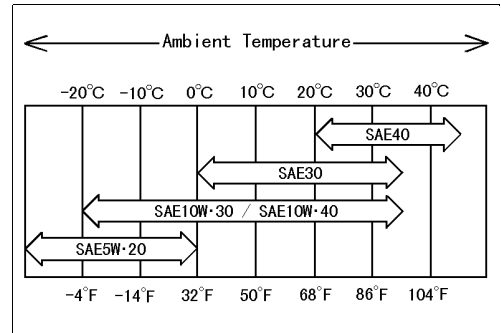 Ambient Temperature
-20°C -10°C 0°C 10°C 20°C 30°C 40°C
SAE40
SAE30
SAE10W·30 / SAE10W·40
SAE5W·20
-4°F -14°F 32°F 50°F 68°F 86°F 104°F